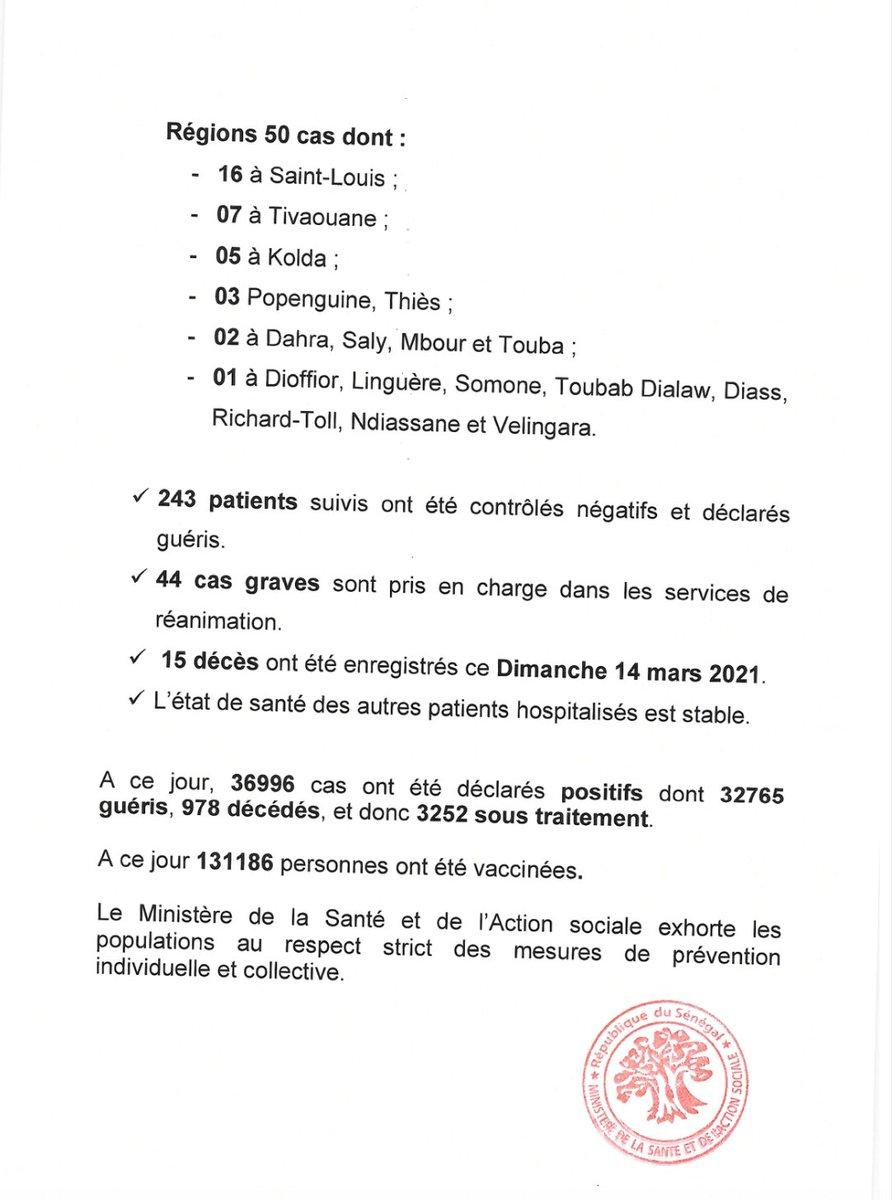 Régions 50 cas dont :
- 16 à Saint-Louis ;
- 07 à Tivaouane ;
- 05 à Kolda ;
- 03 Popenguine, Thiès ;
- 02 à Dahra, Saly, Mbour et Touba ;
- 01 à Dioffior, Linguère, Somone, Toubab Dialaw, Diass,
Richard-Toll, Ndiassane et Velingara.
✓ 243 patients suivis ont été contrôlés négatifs et déclarés
guéris.
✓ 44 cas graves sont pris en charge dans les services de
réanimation.
✓ 15 décès ont été enregistrés ce Dimanche 14 mars 2021.
✓ L'état de santé des autres patients hospitalisés est stable.
A ce jour, 36996 cas ont été déclarés positifs dont 32765
guéris, 978 décédés, et donc 3252 sous traitement.
A ce jour 131186 personnes ont été vaccinées.
Le Ministère de la Santé et de l'Action sociale exhorte les
populations au respect strict des mesures de prévention
individuelle et collective.
★ République du Sénégal ★
MINISTERE DE LA SANTE ET DE L'ACTION SOCIALE